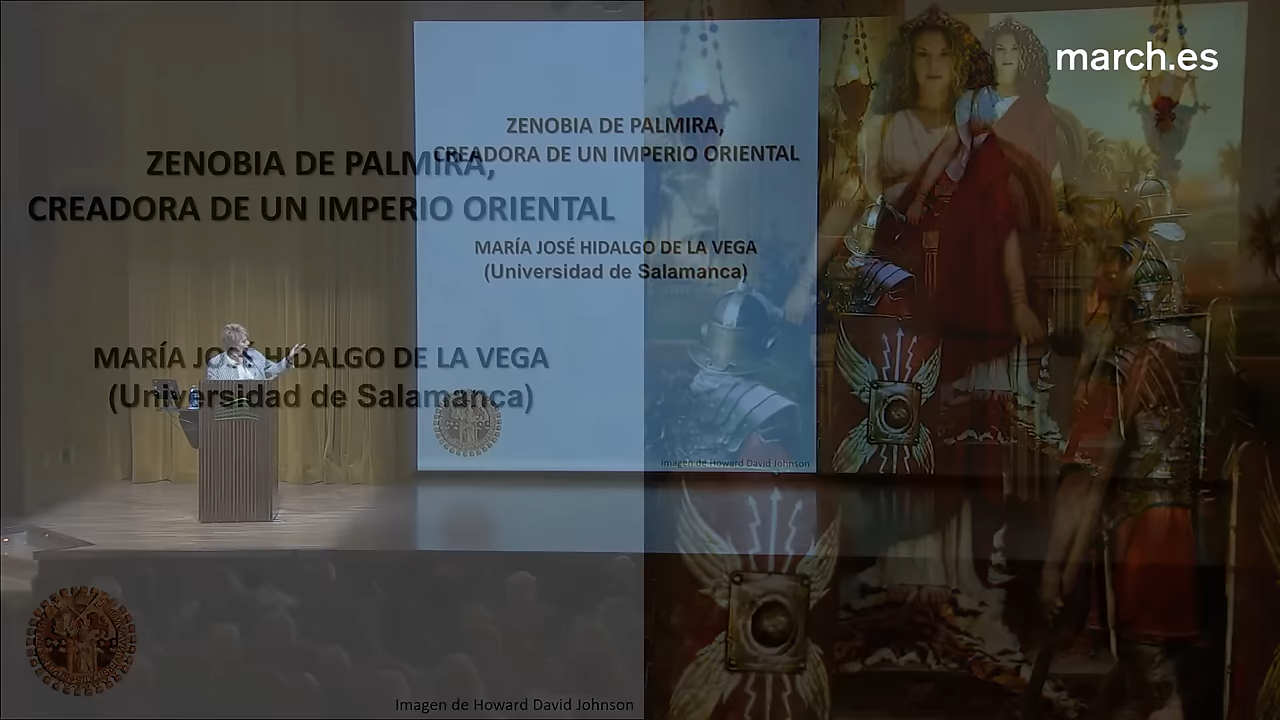 march.es
ZENOBIA DE PALMIRA,
CREADORA DE UN IMPERIO ORIENTAL
MARÍA JOSÉ HIDALGO DE LA VEGA
(Universidad de Salamanca)
Imagen de Howard David Johnson
ZENOBIA DE PALMIRA,
CREADORA DE UN IMPERIO ORIENTAL
MARÍA JOSÉ HIDALGO DE LA VEGA
(Universidad de Salamanca)
Imagen de Howard David Johnson